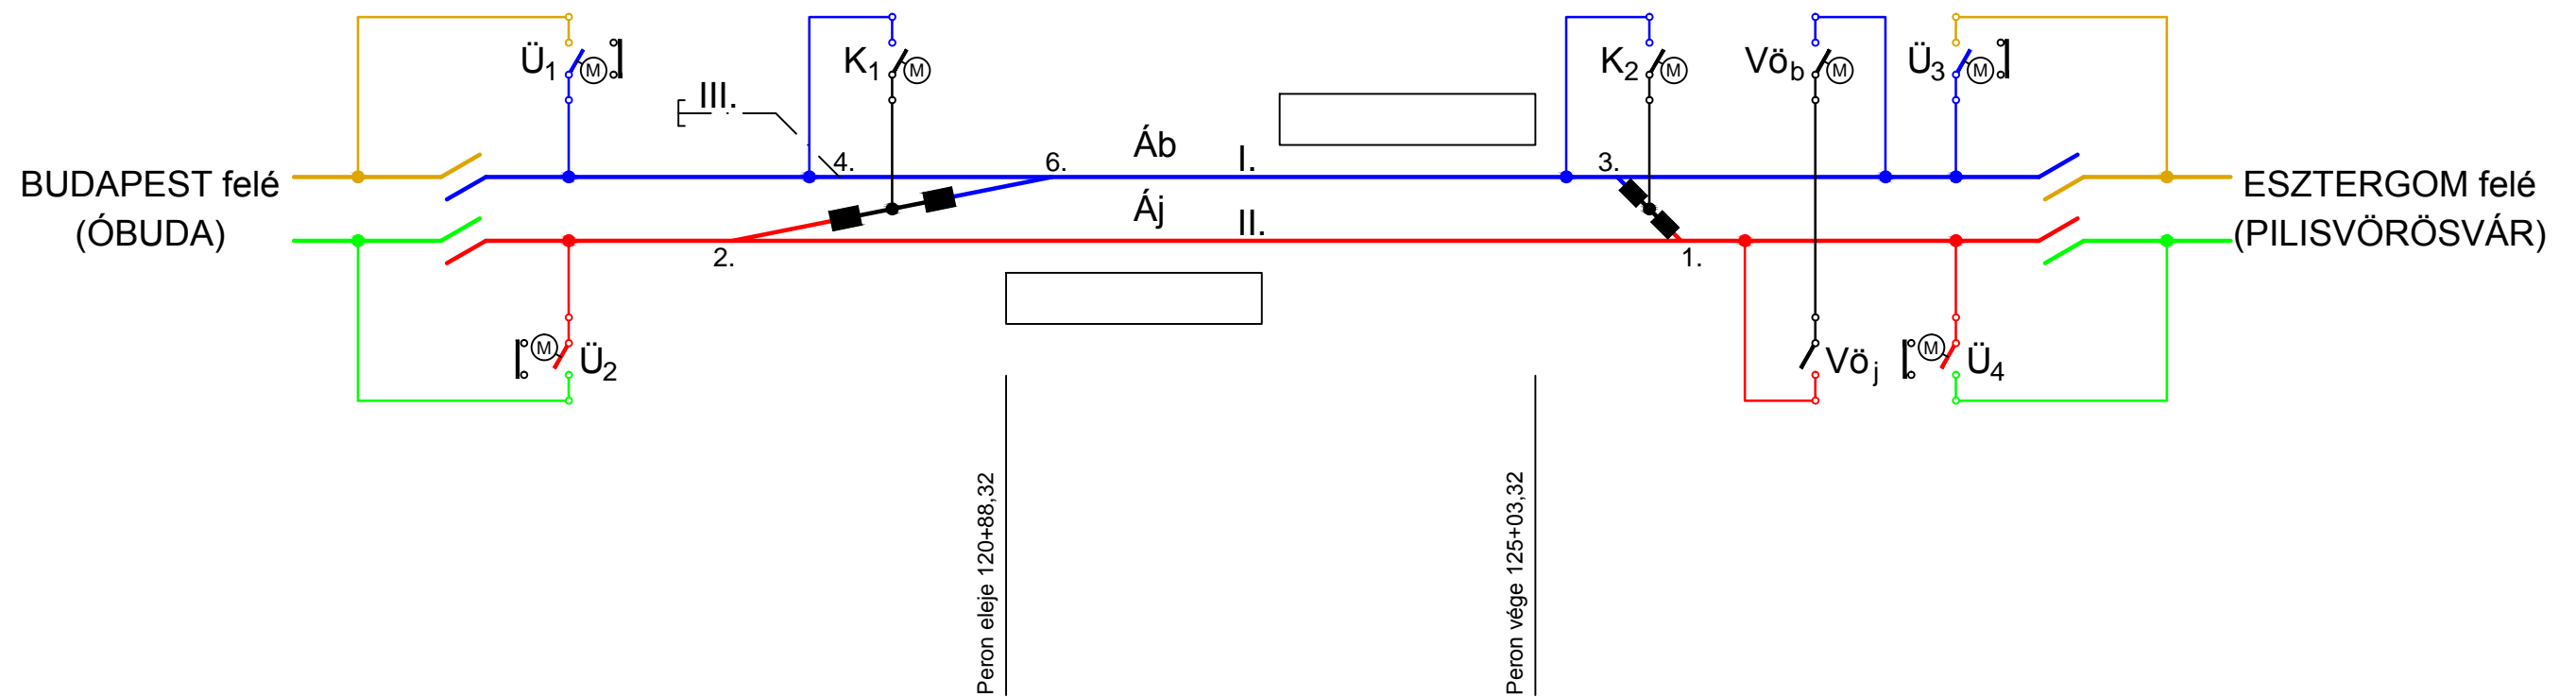 Ü1 M
K1 M
K2 M
Vöb M
Ü3 M
III.
BUDAPEST felé
(ÓBUDA)
4.
6.
Áb
I.
3.
ESZTERGOM felé
(PILISVÖRÖSVÁR)
2.
Áj
II.
1.
M Ü2
Vöj
M Ü4
Peron eleje 120+88,32
Peron vége 125+03,32